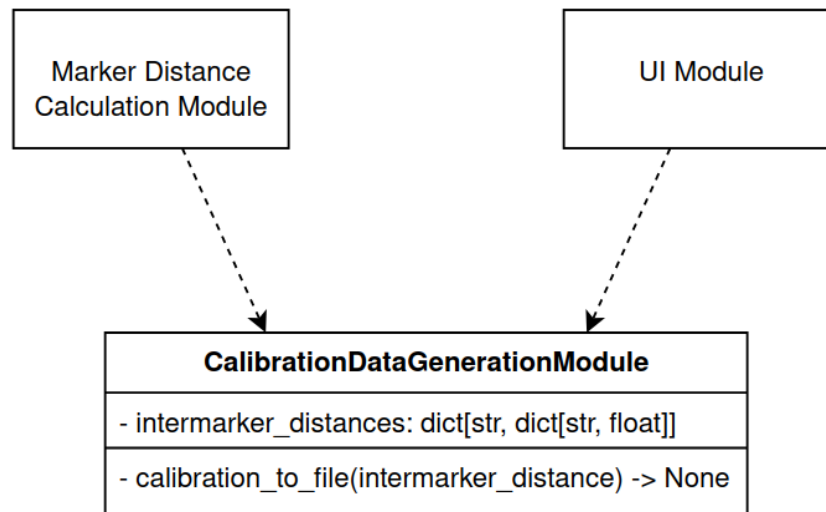 Marker Distance
Calculation Module
UI Module
CalibrationDataGenerationModule
- intermarker_distances: dict[str, dict[str, float]]
- calibration_to_file(intermarker_distance) -> None